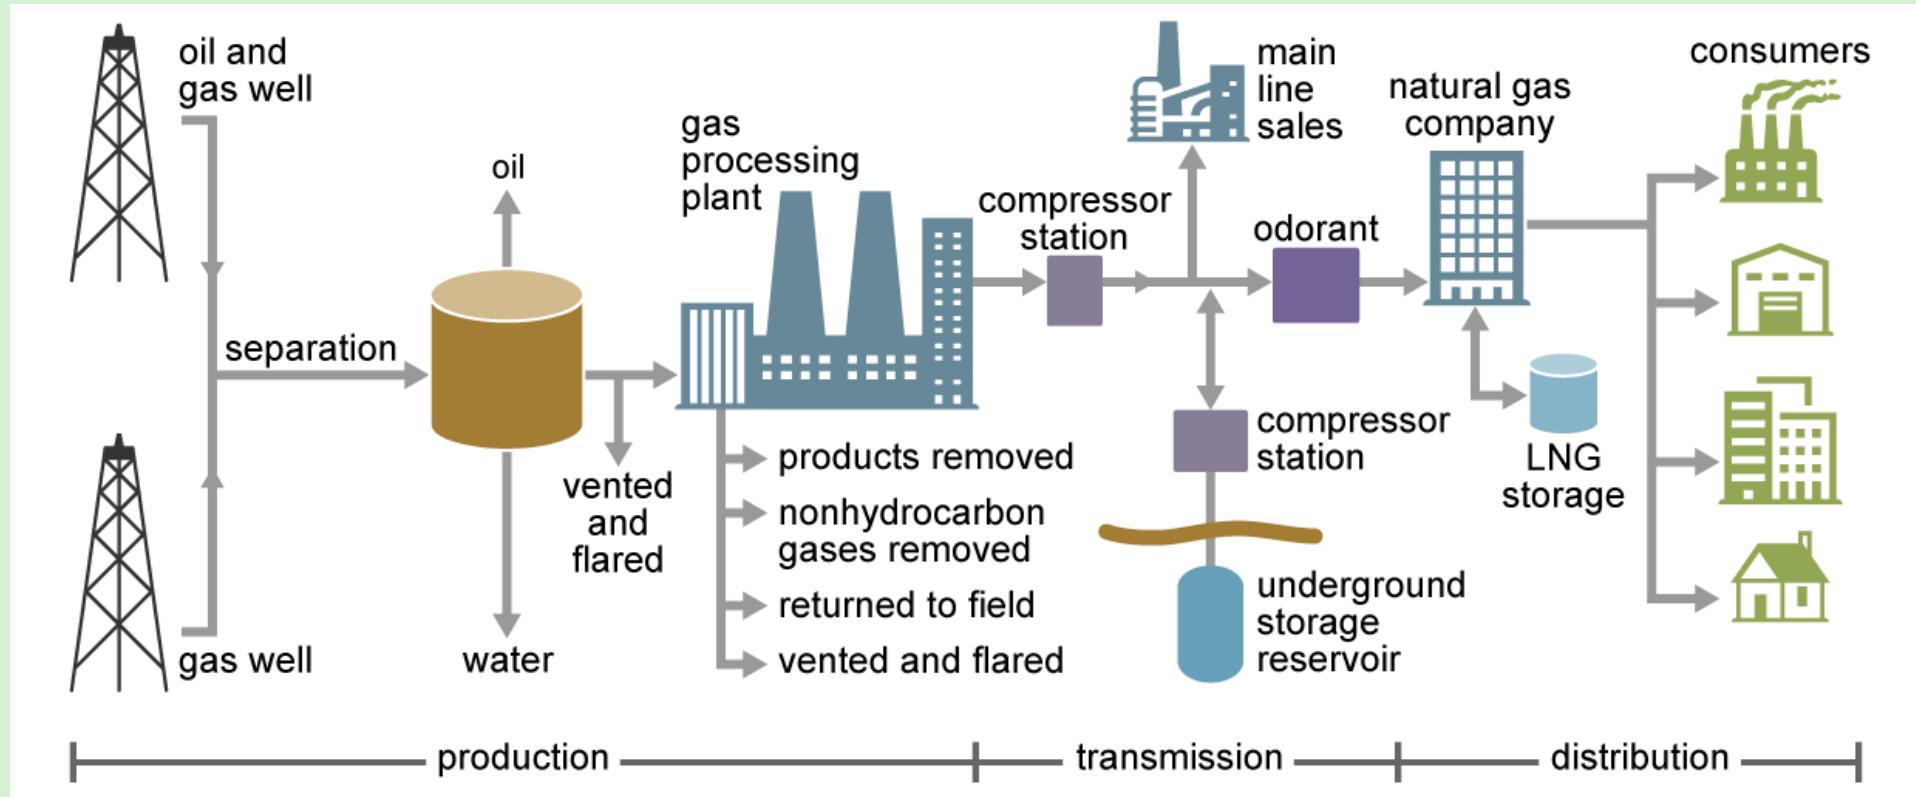 oil and
gas well
gas well
separation
oil
water
vented
and
flared
gas
processing
plant
products removed
nonhydrocarbon
gases removed
returned to field
vented and flared
compressor
station
main
line
sales
compressor
station
underground
storage
reservoir
odorant
natural gas
company
LNG
storage
consumers
production
transmission
distribution